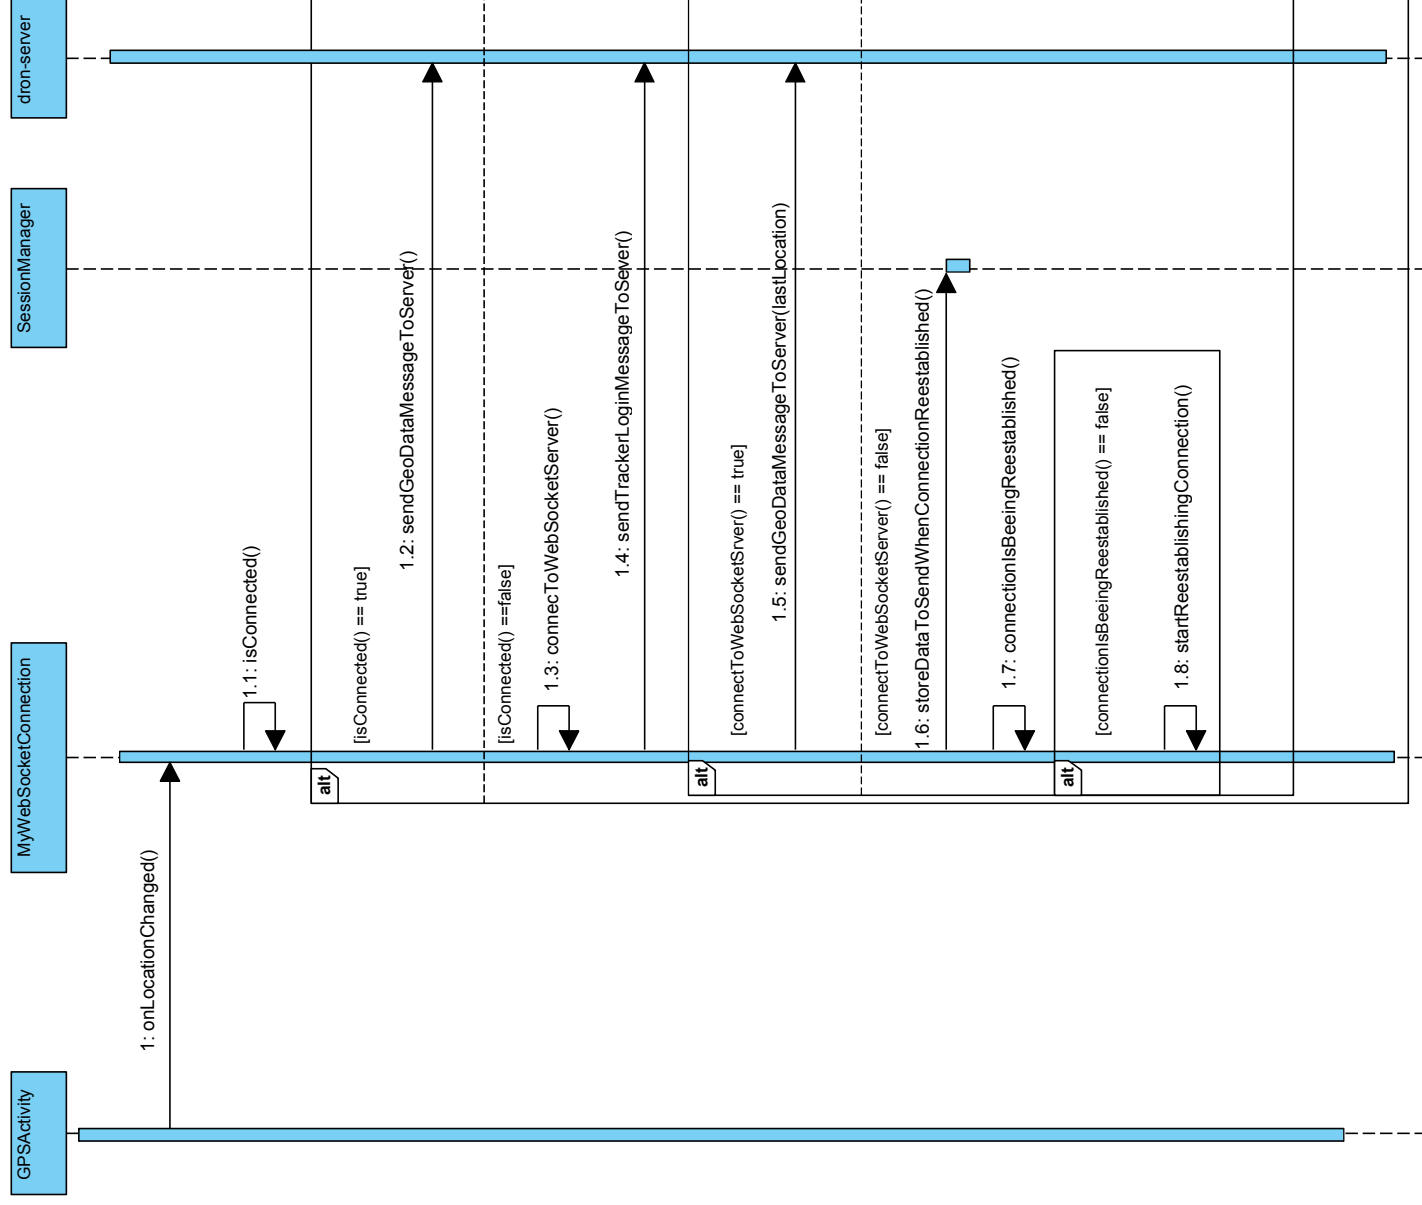 GPSActivity
MyWebSocketConnection
SessionManager
dron-server
1: onLocationChanged()
1.1: isConnected()
alt
[isConnected() == true]
1.2: sendGeoDataMessageToServer()
[isConnected() ==false]
1.3: connecToWebSocketServer()
1.4: sendTrackerLoginMessageToSever()
alt
[connectToWebSocketSrver() == true]
1.5: sendGeoDataMessageToServer(lastLocation)
[connectToWebSocketServer() == false]
1.6: storeDataToSendWhenConnectionReestablished()
1.7: connectionIsBeeingReestablished()
alt
[connectionIsBeeingReestablished() == false]
1.8: startReestablishingConnection()